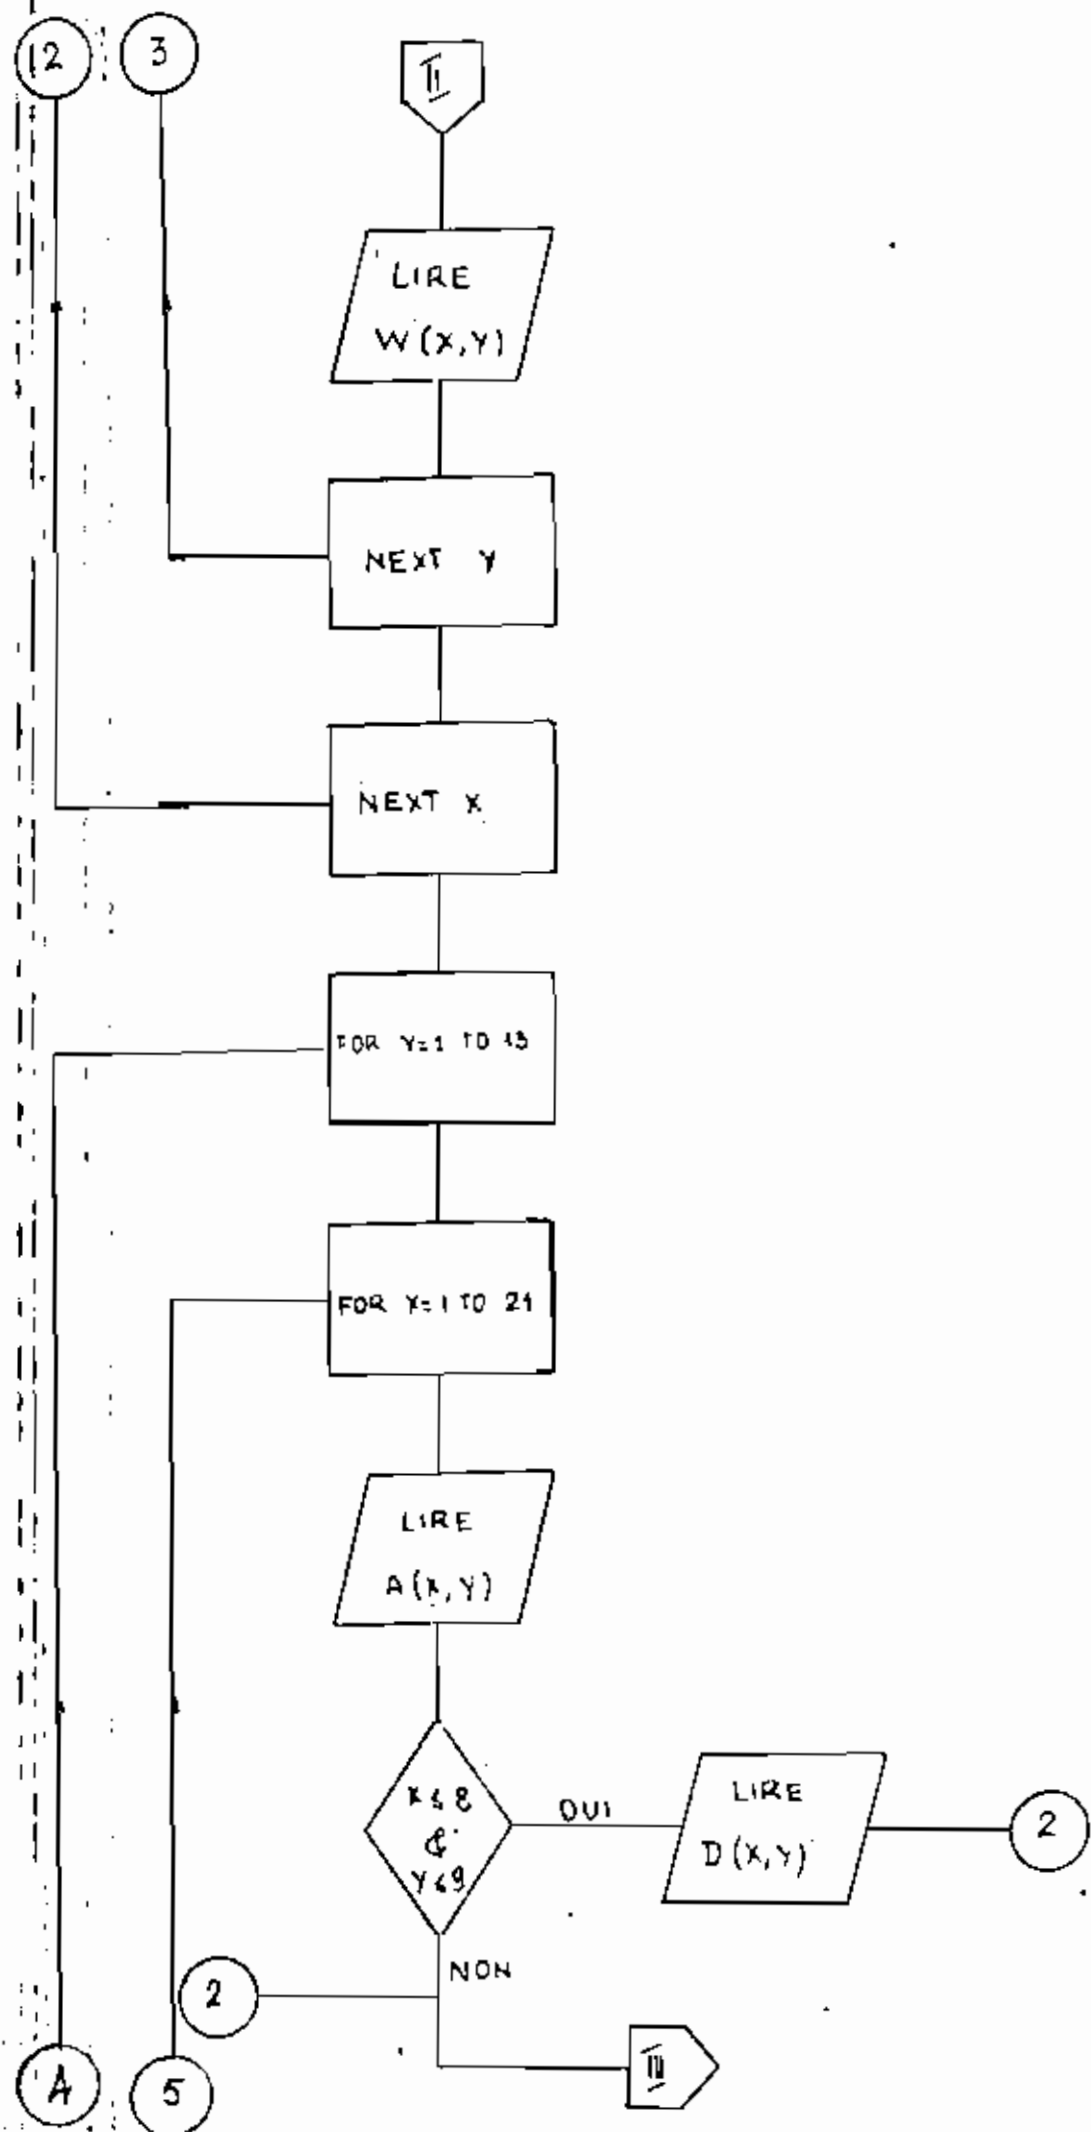 2
3
II
LIRE
W(X,Y)
NEXT Y
NEXT X
FOR Y=1 TO 13
FOR X=1 TO 21
LIRE
A(X,Y)
X≤8
&
Y≤9
OUI
LIRE
D(X,Y)
2
NON
2
III
A
5